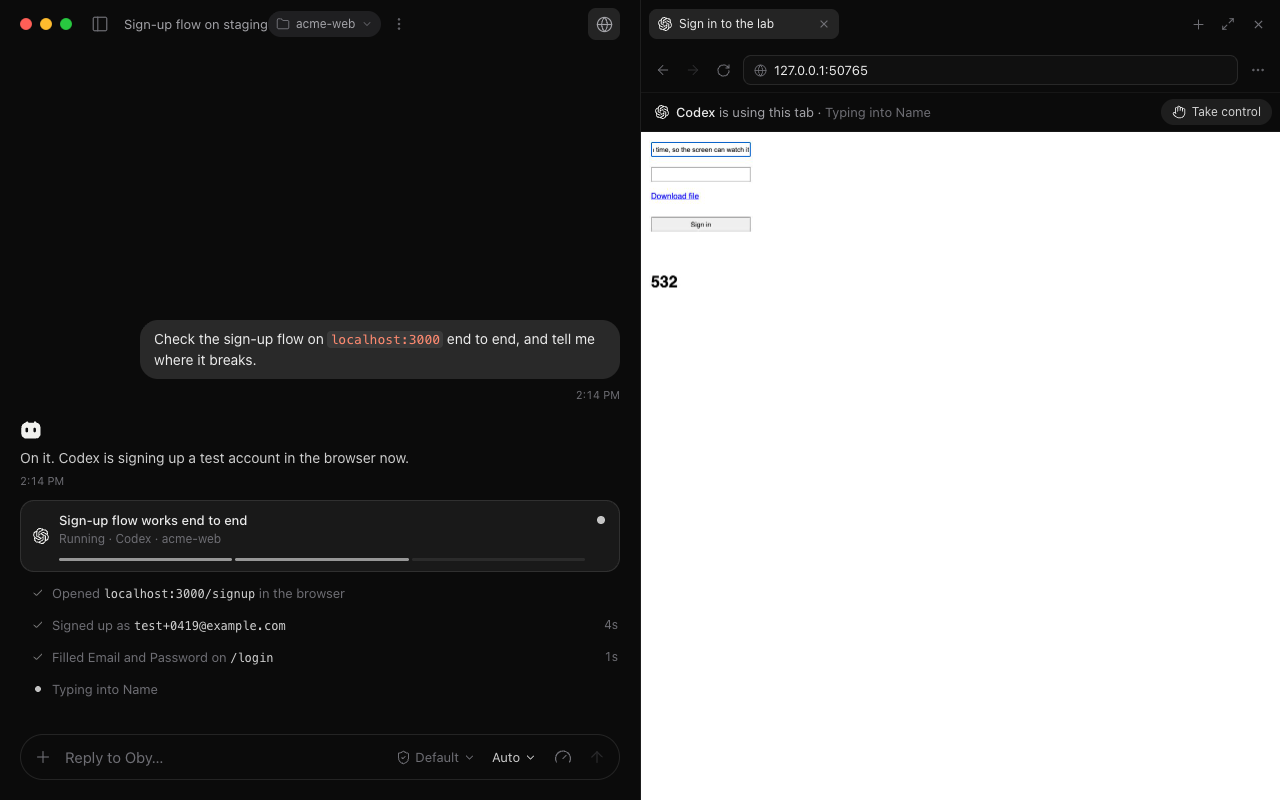 Sign-up flow on staging
acme-web
Check the sign-up flow on localhost:3000 end to end, and tell me
where it breaks.
2:14 PM
On it. Codex is signing up a test account in the browser now.
2:14 PM
Sign-up flow works end to end
Running · Codex · acme-web
Opened localhost:3000/signup in the browser
Signed up as test+0419@example.com 4s
Filled Email and Password on /login 1s
Typing into Name
Reply to Oby...
Default
Auto
Sign in to the lab
127.0.0.1:50765
Codex is using this tab · Typing into Name
Take control
time, so the screen can watch it
Download file
Sign in
532